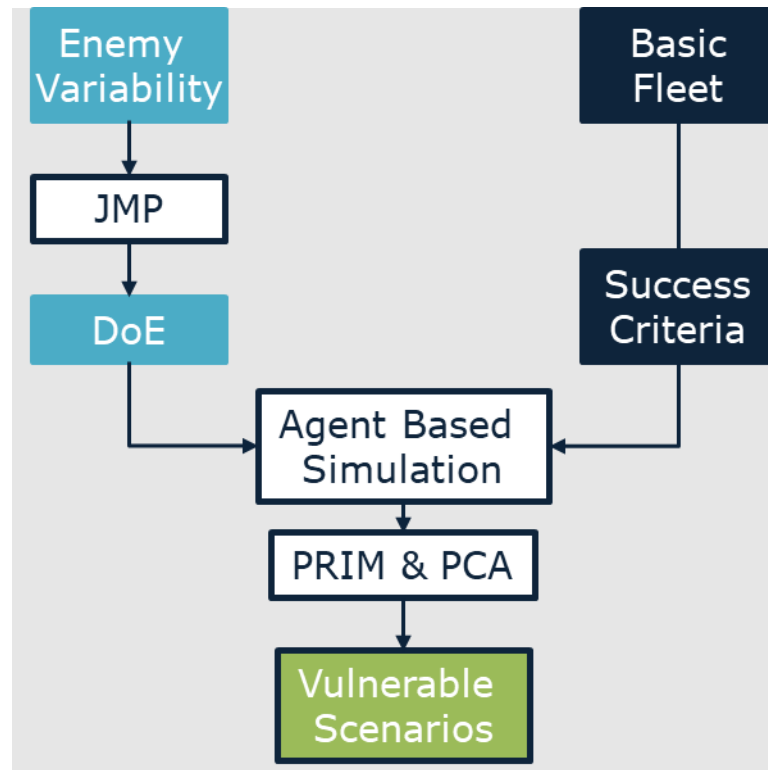 Enemy
Variability
Basic
Fleet
JMP
DoE
Success
Criteria
Agent Based
Simulation
PRIM & PCA
Vulnerable
Scenarios